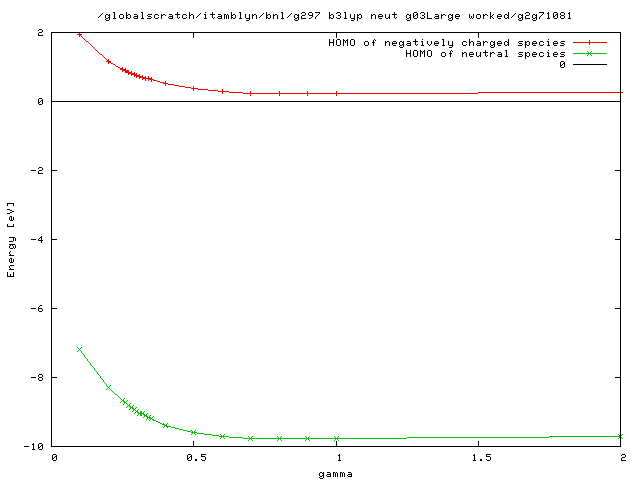 /globalscratch/itamblyn/bnl/g297 b3lyp neut g03Large worked/g2g71081
HOMO of negatively charged species
HOMO of neutral species
0
2
0
-2
-4
-6
-8
-10
Energy [eV]
0 0.5 1 1.5 2
gamma